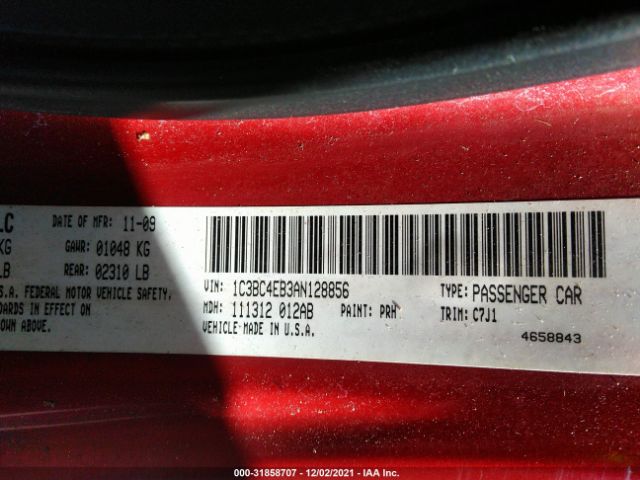 LC DATE OF MFR: 11-09
KG GAWR: 01048 KG
LB REAR: 02310 LB
S.A. FEDERAL MOTOR VEHICLE SAFETY,
DARDS IN EFFECT ON
OWN ABOVE.
VIN: 1C3BC4EB3AN128856 TYPE: PASSENGER CAR
MDH: 111312 012AB PAINT: PRH TRIM: C7J1
VEHICLE MADE IN U.S.A.
4658843
000-31858707 - 12/02/2021 - IAA Inc.